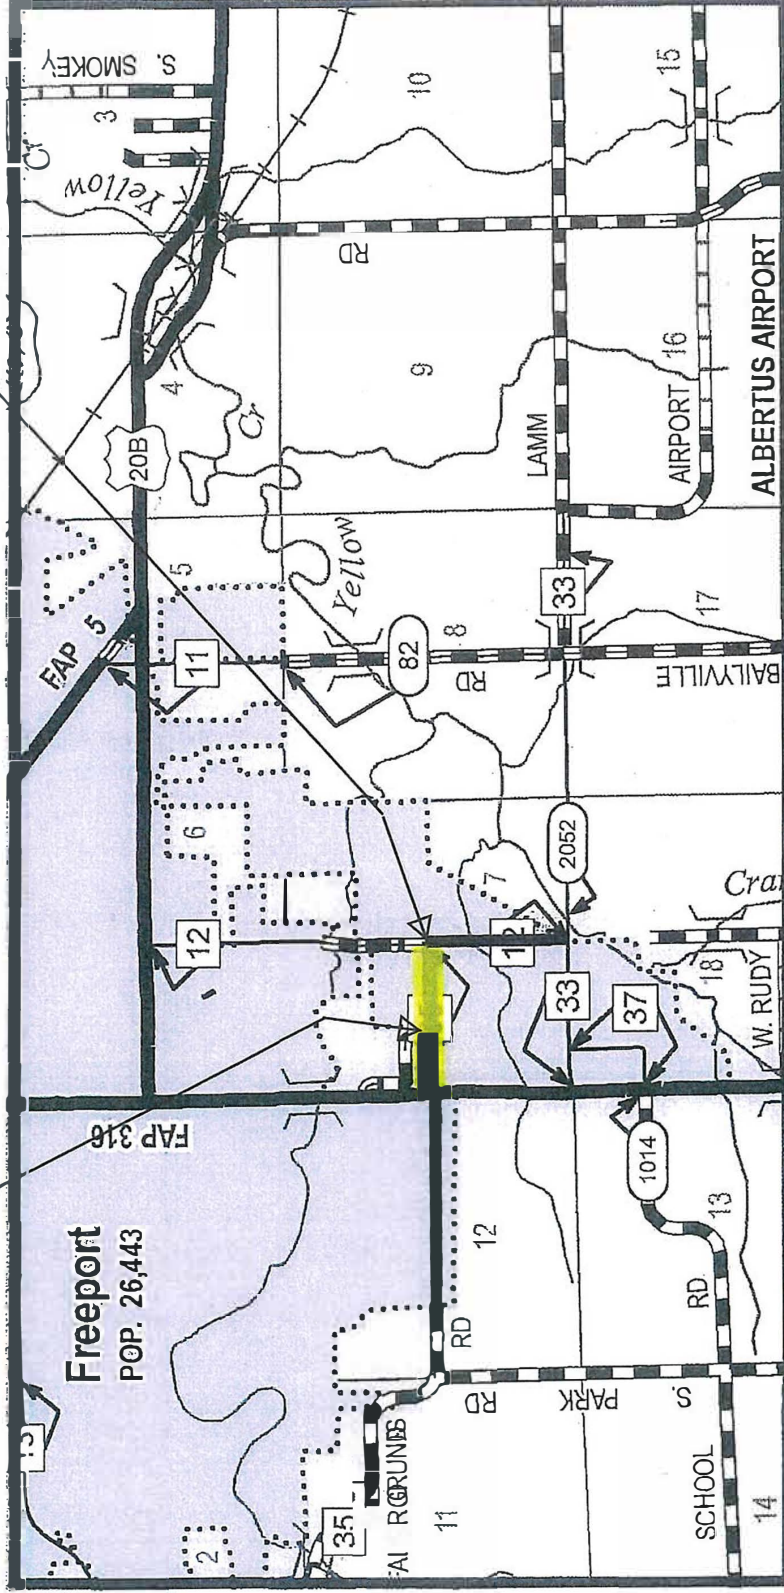 Freeport
POP. 26,443
FAP 316
FAP 5
20B
S. SMOKEY
3
Cr
Yellow
4
Cr
5
6
11
12
2
35
11
RD
12
7
12
Yellow
8
82
RD
9
RD
10
33
2052
33
LAMM
37
1014
13
RD
S. PARK RD
SCHOOL
14
18
W. RUDY
17
BAILYVILLE
16
AIRPORT
15
ALBERTUS AIRPORT